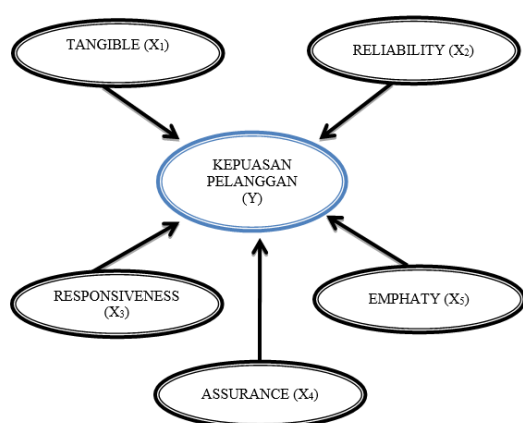 TANGIBLE (X₁)
RELIABILITY (X₂)
KEPUASAN
PELANGGAN
(Y)
RESPONSIVENESS
(X₃)
EMPHATY (X₅)
ASSURANCE (X₄)